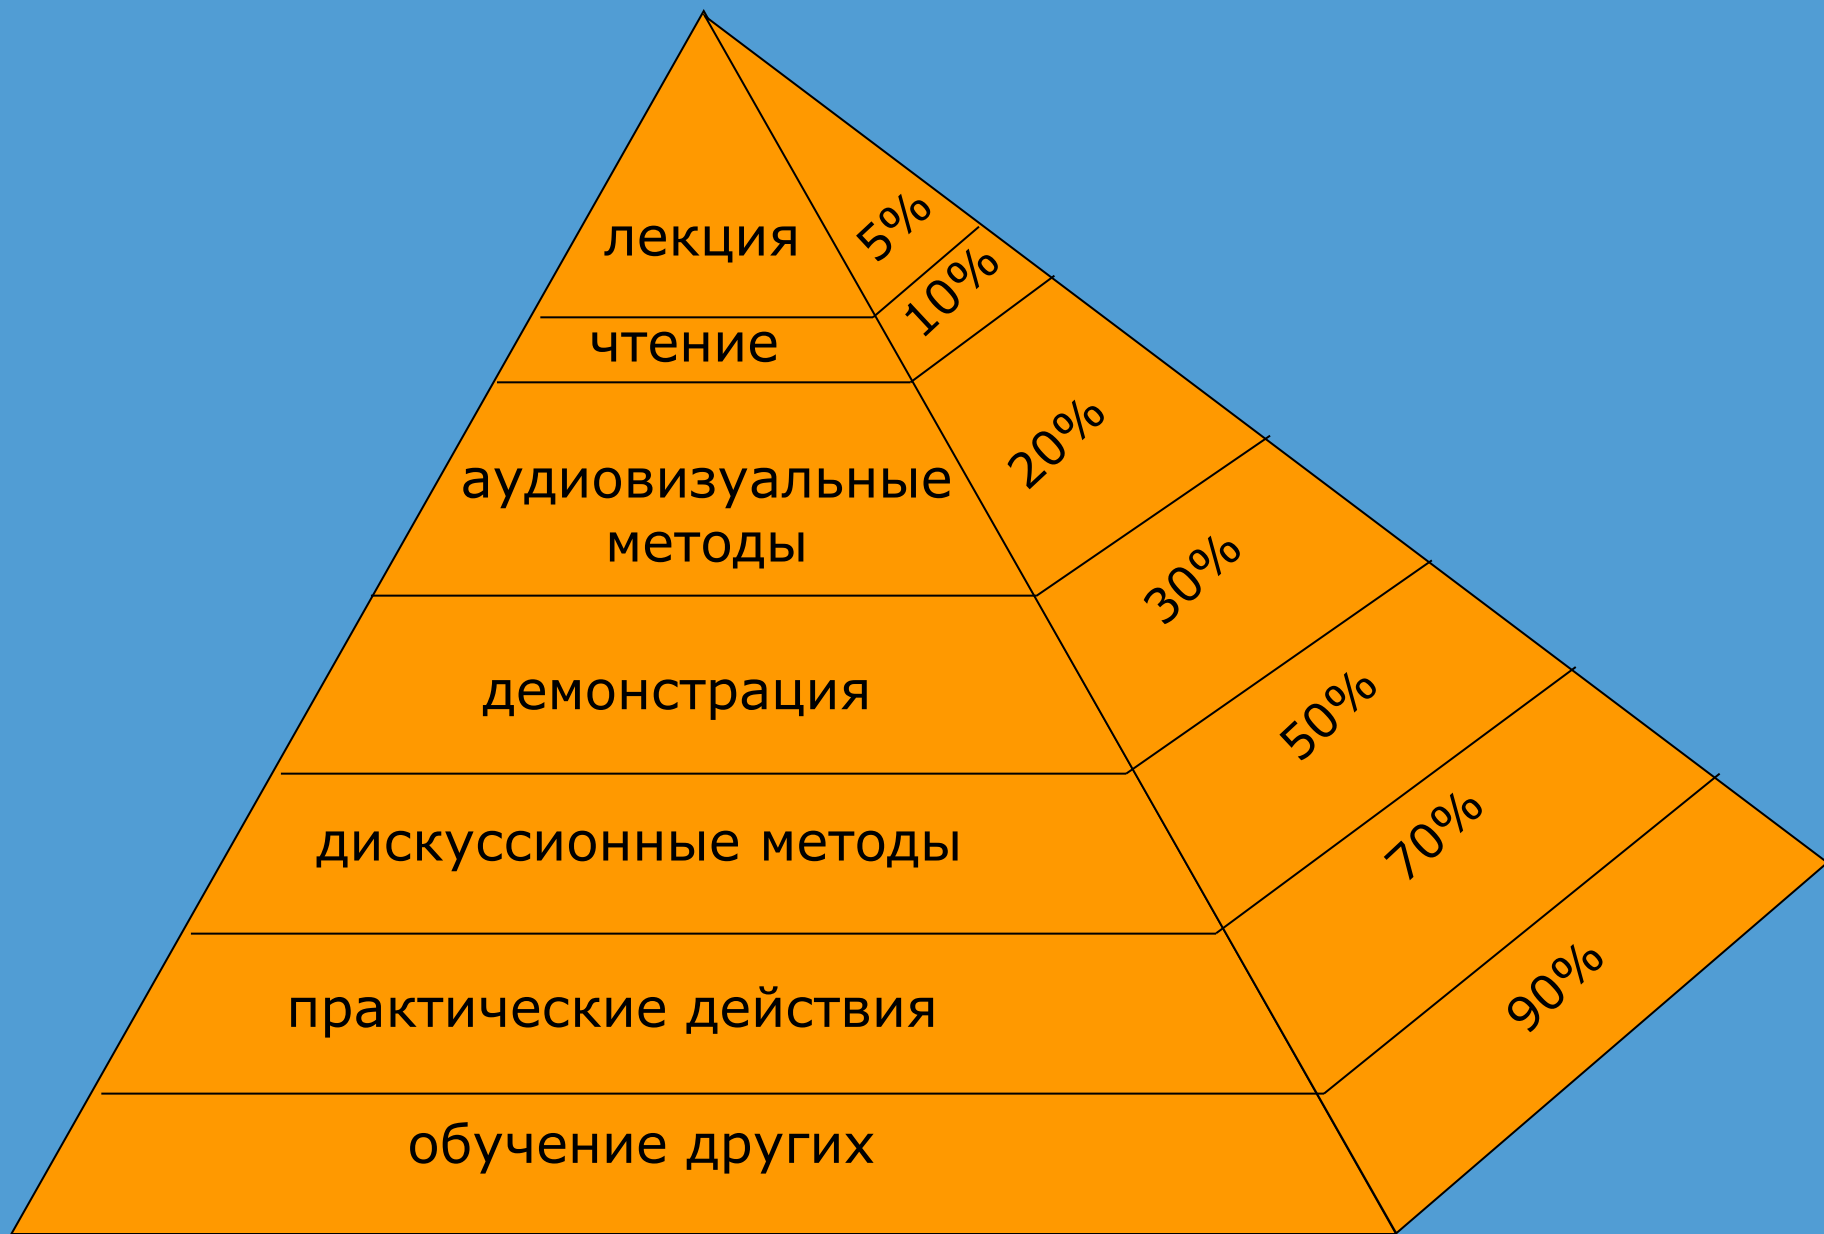 лекция
5%
чтение
10%
аудиовизуальные
методы
20%
демонстрация
30%
дискуссионные методы
50%
практические действия
70%
обучение других
90%